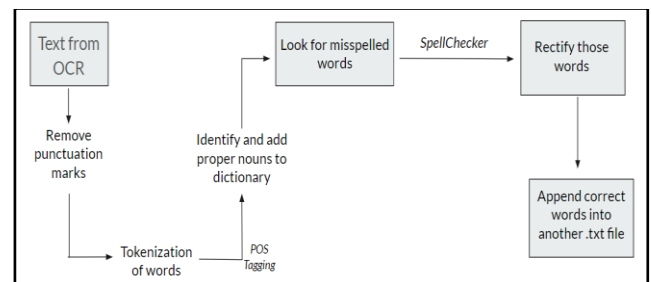 Text from
OCR
Remove
punctuation
marks
Tokenization
of words
POS
Tagging
Identify and add
proper nouns to
dictionary
Look for misspelled
words
SpellChecker
Rectify those
words
Append correct
words into
another .txt file